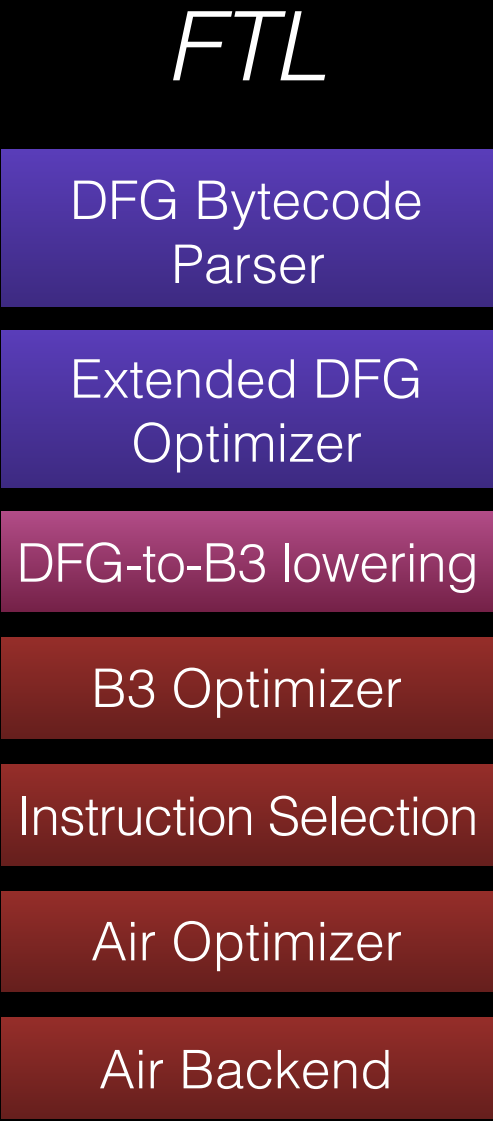 FTL
DFG Bytecode
Parser
Extended DFG
Optimizer
DFG-to-B3 lowering
B3 Optimizer
Instruction Selection
Air Optimizer
Air Backend